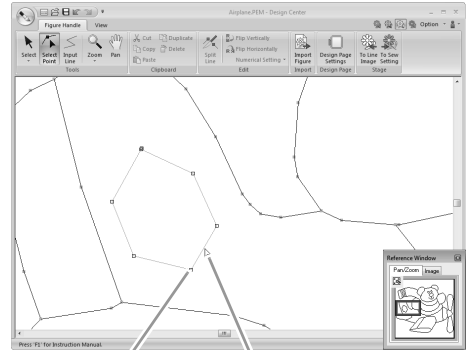 Airplane.PEM - Design Center
Figure Handle View Option
Select
Select Point
Input Line
Zoom
Pan
Tools
Cut Duplicate
Copy Delete
Paste
Clipboard
Split Line
Flip Vertically
Flip Horizontally
Numerical Setting
Edit
Import Figure
Import
Design Page Settings
Design Page
To Line Image
To Sew Setting
Stage
Reference Window
Pan/Zoom Image
Press 'F1' for Instruction Manual.